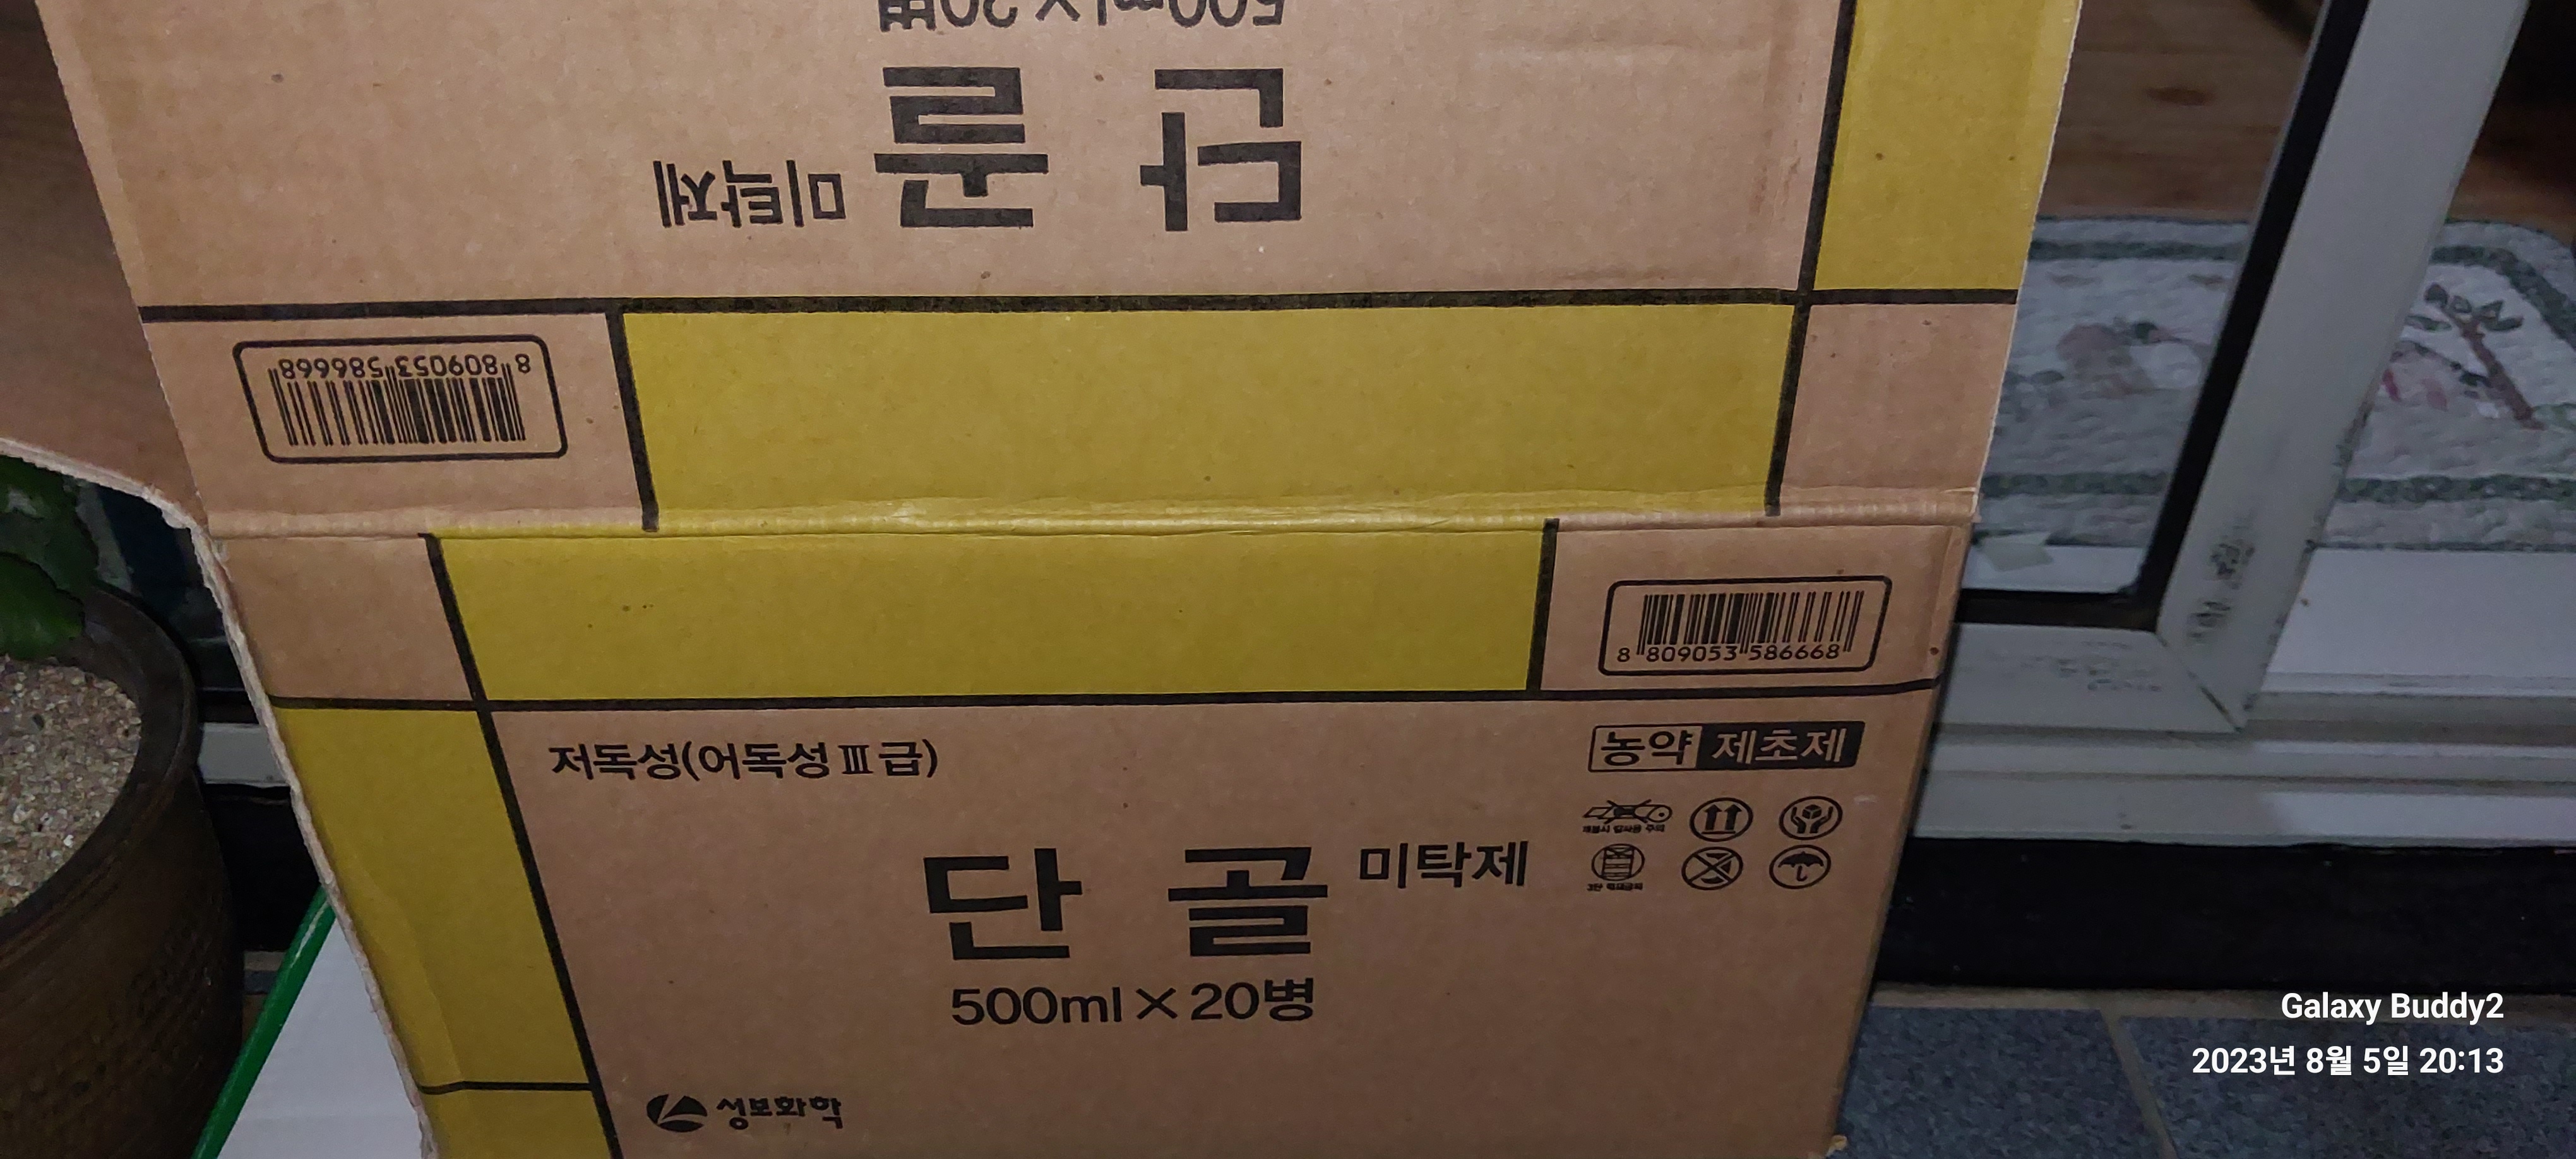 500ml×20병
단골 미탁제
8 809053 586668
8 809053 586668
저독성(어독성Ⅲ급)
농약 제초제
단골 미탁제
500ml×20병
성보화학
Galaxy Buddy2
2023년 8월 5일 20:13